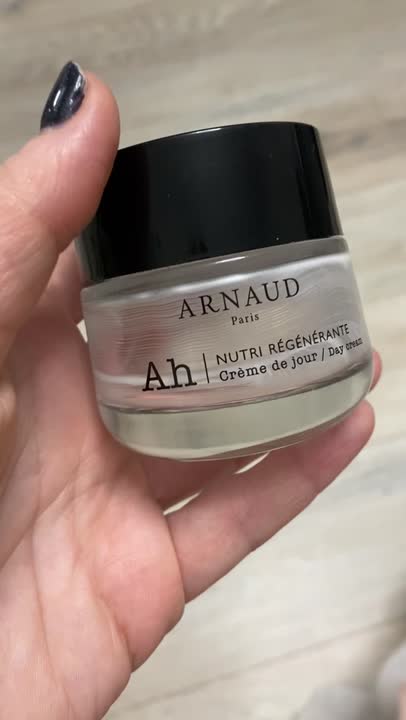 ARNAUD
Paris
Ah | NUTRI RÉGÉNÉRANTE
Crème de jour / Day cream